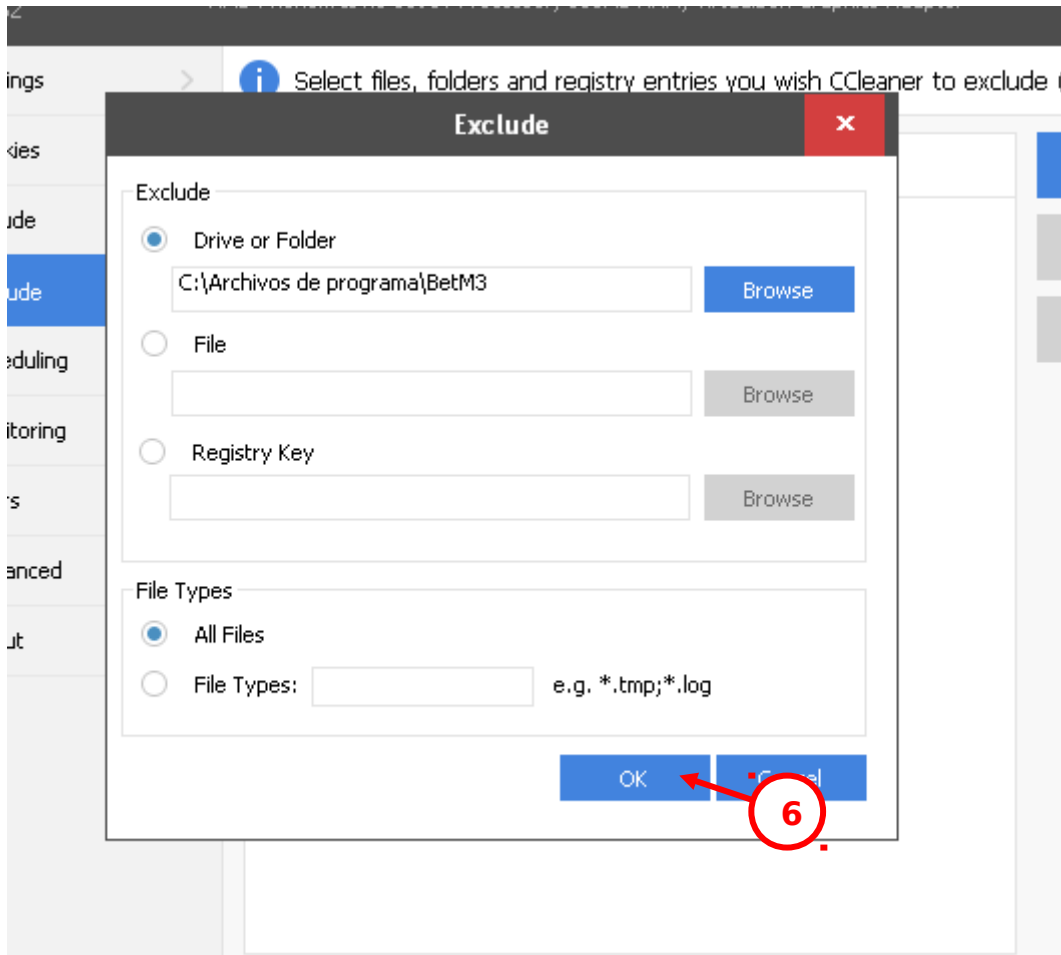 ings
Select files, folders and registry entries you wish CCleaner to exclude (
Exclude
kies
Exclude
ude
Drive or Folder
C:\Archivos de programa\BetM3
Browse
ude
File
eduling
Browse
itoring
Registry Key
Browse
rs
anced
File Types
All Files
ut
File Types:
e.g. *.tmp;*.log
OK
Cancel
6